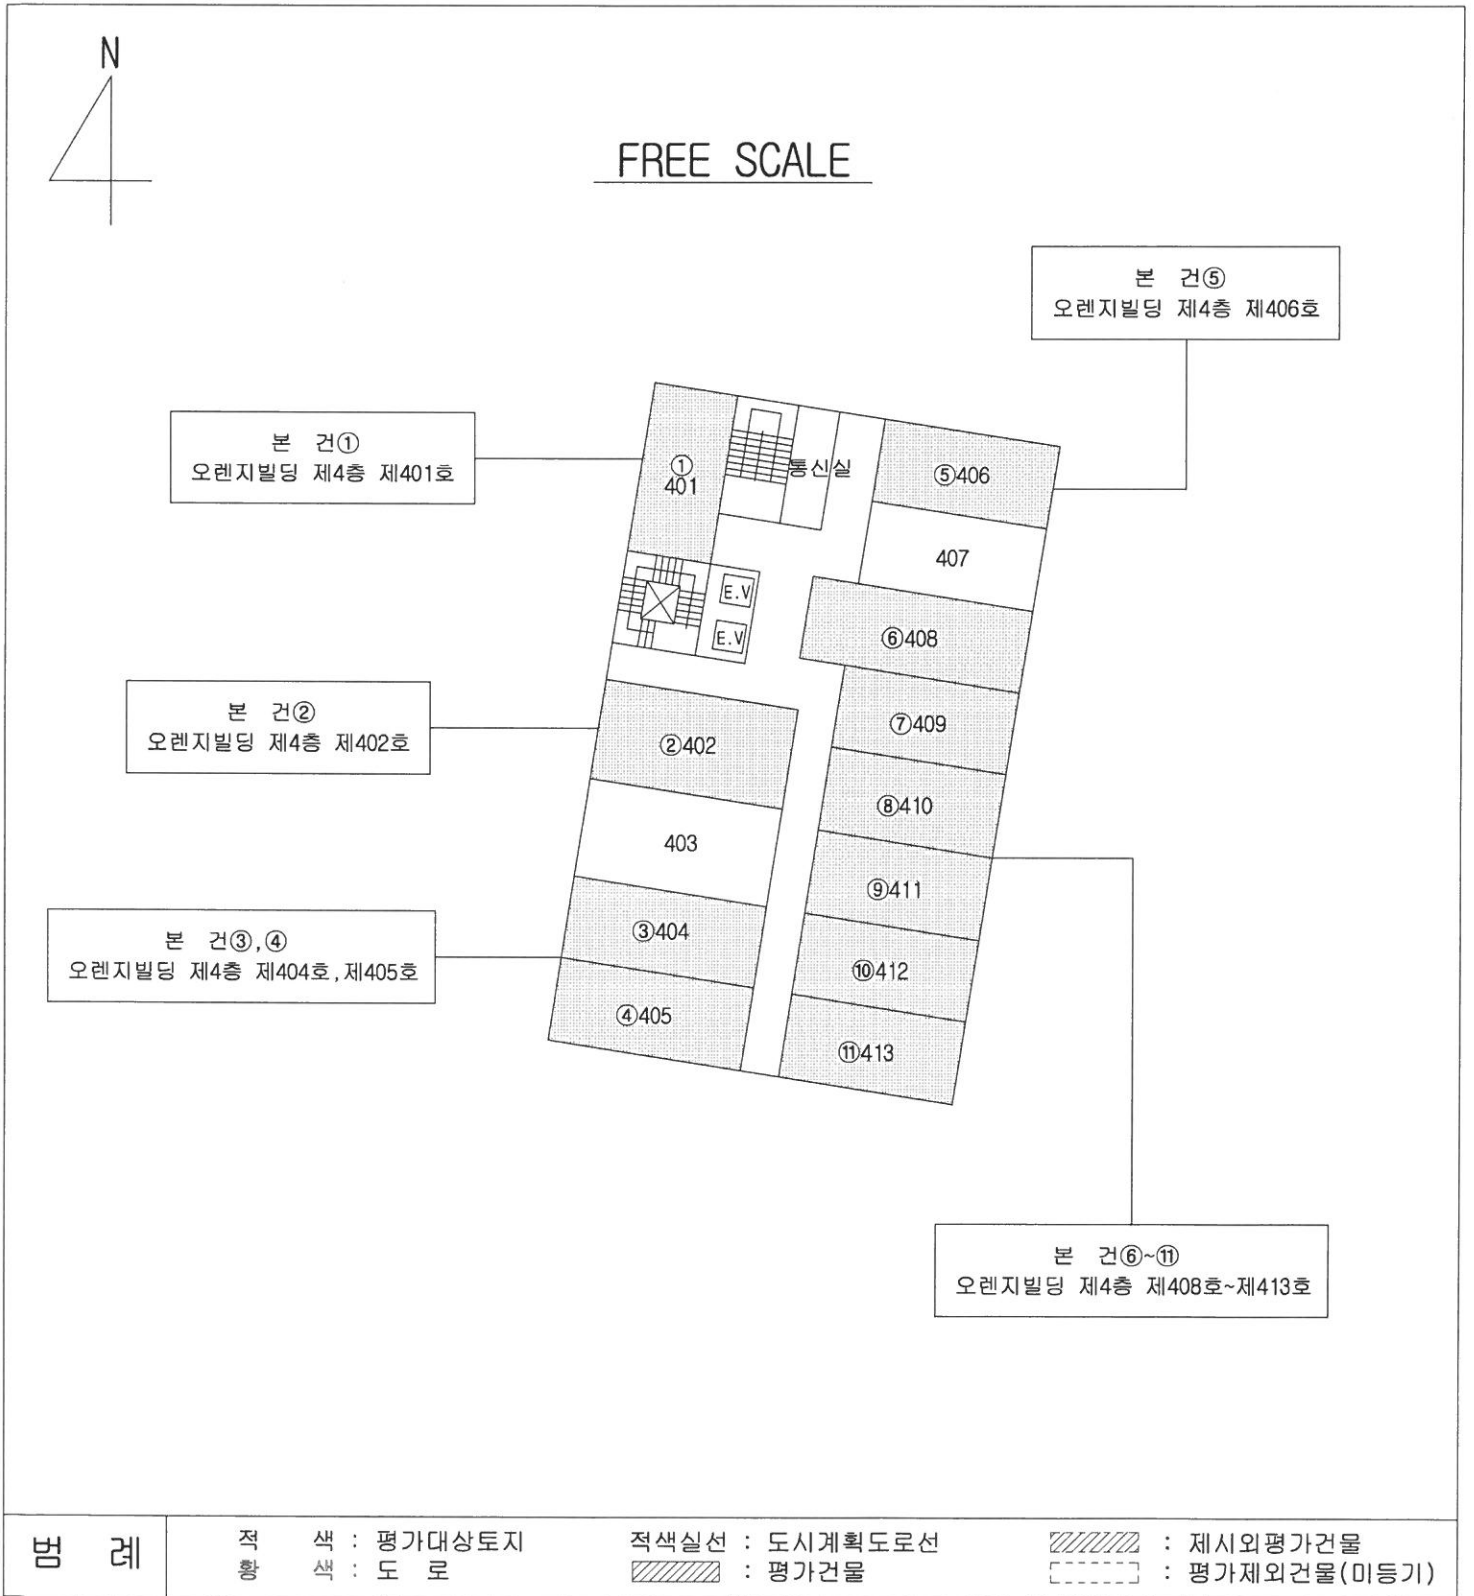 N
FREE SCALE
본 건⑤
오렌지빌딩 제4층 제406호
본 건①
오렌지빌딩 제4층 제401호
①
401
통신실
⑤406
407
E.V
E.V
⑥408
본 건②
오렌지빌딩 제4층 제402호
②402
⑦409
⑧410
403
⑨411
본 건③,④
오렌지빌딩 제4층 제404호,제405호
③404
⑩412
④405
⑪413
본 건⑥~⑪
오렌지빌딩 제4층 제408호~제413호
범 례
적 색 : 평가대상토지
황 색 : 도 로
적색실선 : 도시계획도로선
: 평가건물
: 제시외평가건물
: 평가제외건물(미등기)